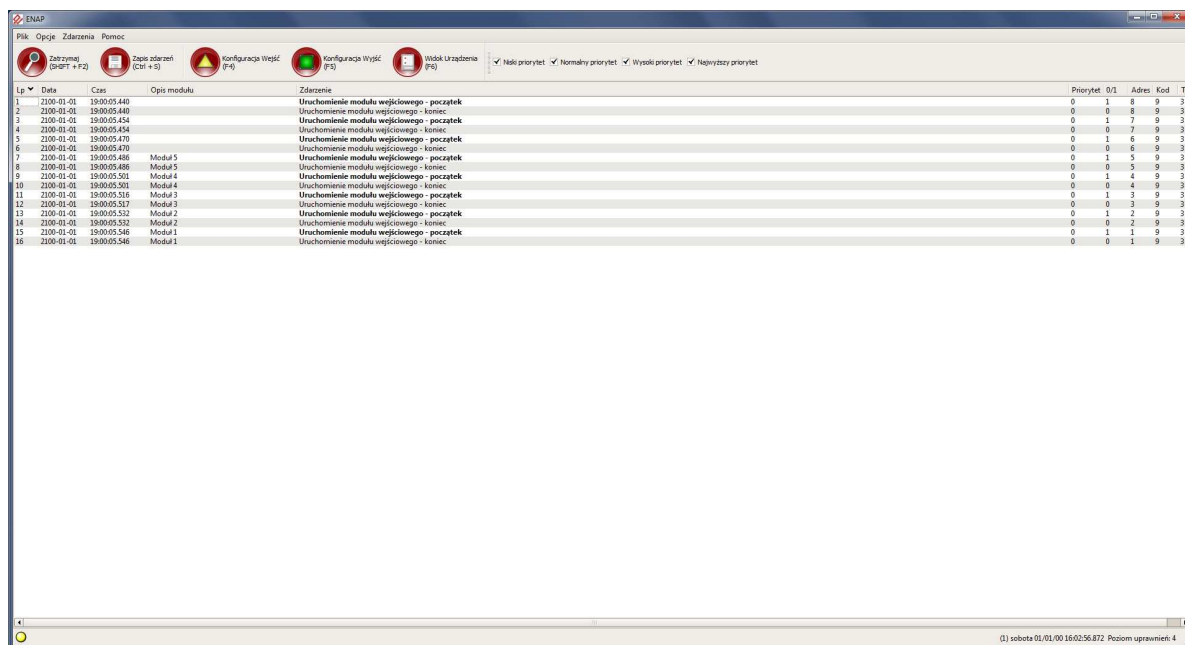 ENAP
Plik Opcje Zdarzenia Pomoc
Zatrzymaj (SHIFT + F2) Zapis zdarzeń (Ctrl + S) Konfiguracja Wejść (F4) Konfiguracja Wyjść (F5) Widok Urządzenia (F6) Niski priorytet Normalny priorytet Wysoki priorytet Najwyższy priorytet
Lp Data Czas Opis modułu Zdarzenie Priorytet 0/1 Adres Kod T
1 2100-01-01 19:00:05.440 Uruchomienie modułu wejściowego - początek 0 1 8 9 3
2 2100-01-01 19:00:05.440 Uruchomienie modułu wejściowego - koniec 0 0 8 9 3
3 2100-01-01 19:00:05.454 Uruchomienie modułu wejściowego - początek 0 1 7 9 3
4 2100-01-01 19:00:05.454 Uruchomienie modułu wejściowego - koniec 0 0 7 9 3
5 2100-01-01 19:00:05.470 Uruchomienie modułu wejściowego - początek 0 1 6 9 3
6 2100-01-01 19:00:05.470 Uruchomienie modułu wejściowego - koniec 0 0 6 9 3
7 2100-01-01 19:00:05.486 Moduł 5 Uruchomienie modułu wejściowego - początek 0 1 5 9 3
8 2100-01-01 19:00:05.486 Moduł 5 Uruchomienie modułu wejściowego - koniec 0 0 5 9 3
9 2100-01-01 19:00:05.501 Moduł 4 Uruchomienie modułu wejściowego - początek 0 1 4 9 3
10 2100-01-01 19:00:05.501 Moduł 4 Uruchomienie modułu wejściowego - koniec 0 0 4 9 3
11 2100-01-01 19:00:05.516 Moduł 3 Uruchomienie modułu wejściowego - początek 0 1 3 9 3
12 2100-01-01 19:00:05.517 Moduł 3 Uruchomienie modułu wejściowego - koniec 0 0 3 9 3
13 2100-01-01 19:00:05.532 Moduł 2 Uruchomienie modułu wejściowego - początek 0 1 2 9 3
14 2100-01-01 19:00:05.532 Moduł 2 Uruchomienie modułu wejściowego - koniec 0 0 2 9 3
15 2100-01-01 19:00:05.546 Moduł 1 Uruchomienie modułu wejściowego - początek 0 1 1 9 3
16 2100-01-01 19:00:05.546 Moduł 1 Uruchomienie modułu wejściowego - koniec 0 0 1 9 3
(1) sobota 01/01/00 16:02:56.872 Poziom uprawnień: 4